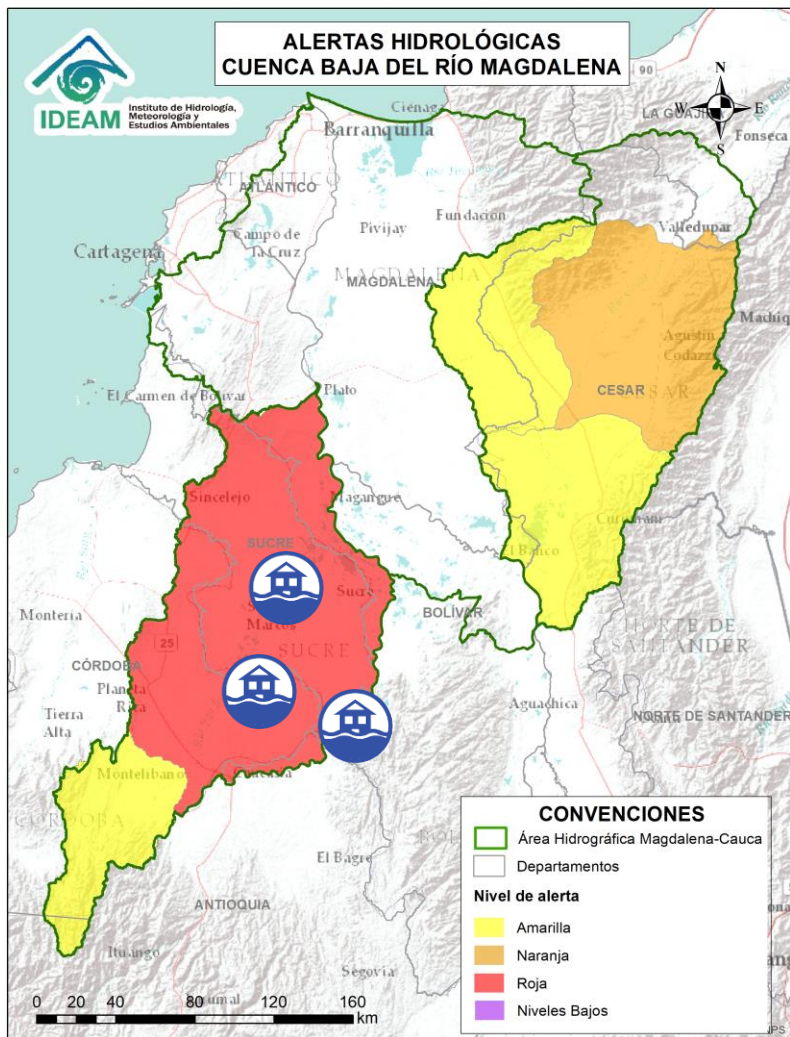 ALERTAS HIDROLÓGICAS
CUENCA BAJA DEL RÍO MAGDALENA
IDEAM
Instituto de Hidrología,
Meteorología y
Estudios Ambientales
N
W
E
S
90
LA GUAJIRA
Fonseca
Ciénaga
Barranquilla
ATLÁNTICO
Fundación
Pivijay
Valledupar
Campo de
La Cruz
Cartagena
MAGDALENA
MAGDALENA
Agustín
Codazzi
CESAR
Plato
El Carmen de Bolívar
Sincelejo
Magangué
SUCRE
Sucre
El Banco
BOLÍVAR
Marcos
SUCRE
Montería
25
CÓRDOBA
Planeta
Rica
Tierra
Alta
NORTE DE
SANTANDER
Aguachica
NORTE DE SANTANDER
Montelíbano
El Bagre
ANTIOQUIA
Ituango
Segovia
0 20 40 80 120 160
km
CONVENCIONES
Área Hidrográfica Magdalena-Cauca
Departamentos
Nivel de alerta
Amarilla
Naranja
Roja
Niveles Bajos